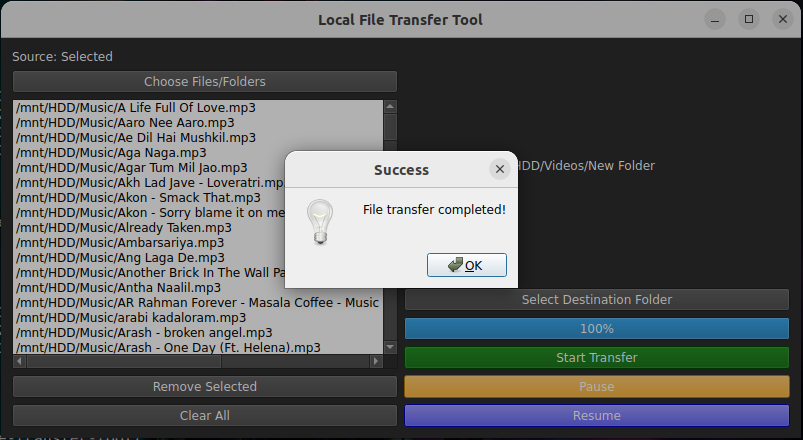 Local File Transfer Tool
Source: Selected
Choose Files/Folders
/mnt/HDD/Music/A Life Full Of Love.mp3
/mnt/HDD/Music/Aaro Nee Aaro.mp3
/mnt/HDD/Music/Ae Dil Hai Mushkil.mp3
/mnt/HDD/Music/Aga Naga.mp3
/mnt/HDD/Music/Agar Tum Mil Jao.mp3
/mnt/HDD/Music/Akh Lad Jave - Loveratri.mp
/mnt/HDD/Music/Akon - Smack That.mp3
/mnt/HDD/Music/Akon - Sorry blame it on me
/mnt/HDD/Music/Already Taken.mp3
/mnt/HDD/Music/Ambarsariya.mp3
/mnt/HDD/Music/Ang Laga De.mp3
/mnt/HDD/Music/Another Brick In The Wall Pa
/mnt/HDD/Music/Antha Naalil.mp3
/mnt/HDD/Music/AR Rahman Forever - Masala Coffee - Music
/mnt/HDD/Music/arabi kadaloram.mp3
/mnt/HDD/Music/Arash - broken angel.mp3
/mnt/HDD/Music/Arash - One Day (Ft. Helena).mp3
Remove Selected
Clear All
Success
File transfer completed!
OK
HDD/Videos/New Folder
Select Destination Folder
100%
Start Transfer
Pause
Resume